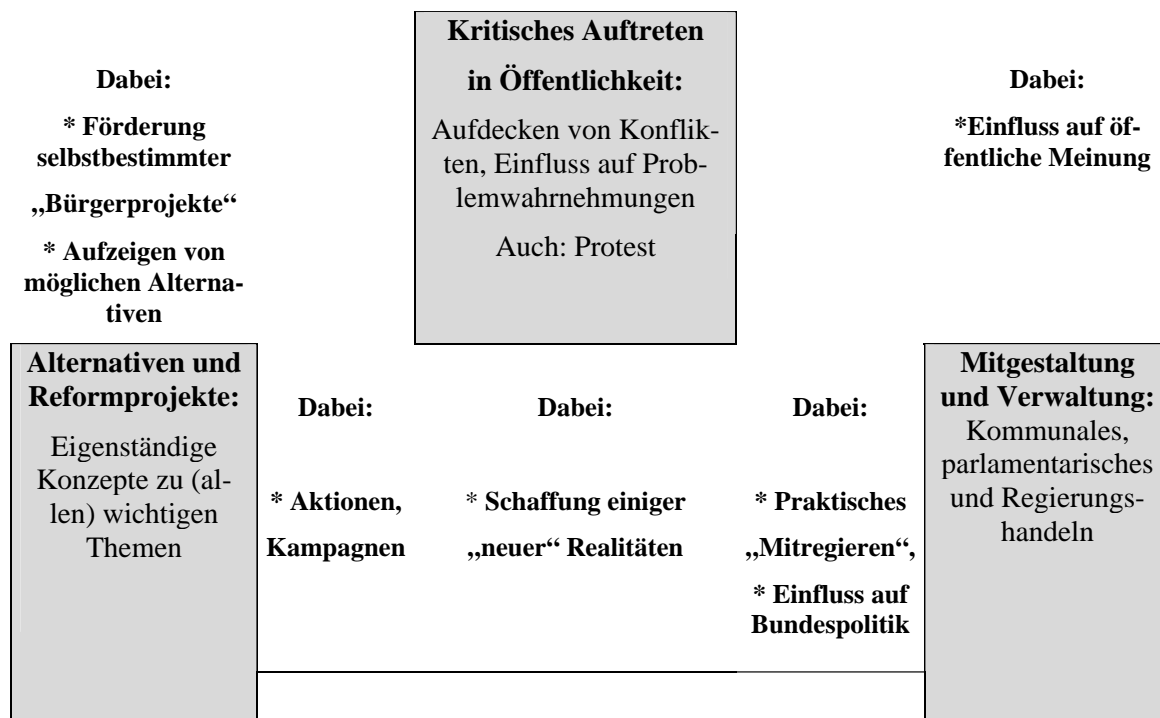 Dabei:
* Förderung
selbstbestimmter
„Bürgerprojekte“
* Aufzeigen von
möglichen Alterna-
tiven
Kritisches Auftreten
in Öffentlichkeit:
Aufdecken von Konflik-
ten, Einfluss auf Prob-
lemwahrnehmungen
Auch: Protest
Dabei:
*Einfluss auf öf-
fentliche Meinung
Alternativen und
Reformprojekte:
Eigenständige
Konzepte zu (al-
len) wichtigen
Themen
Dabei:
* Aktionen,
Kampagnen
Dabei:
* Schaffung einiger
„neuer“ Realitäten
Dabei:
* Praktisches
„Mitregieren“,
* Einfluss auf
Bundespolitik
Mitgestaltung
und Verwaltung:
Kommunales,
parlamentarisches
und Regierungs-
handeln